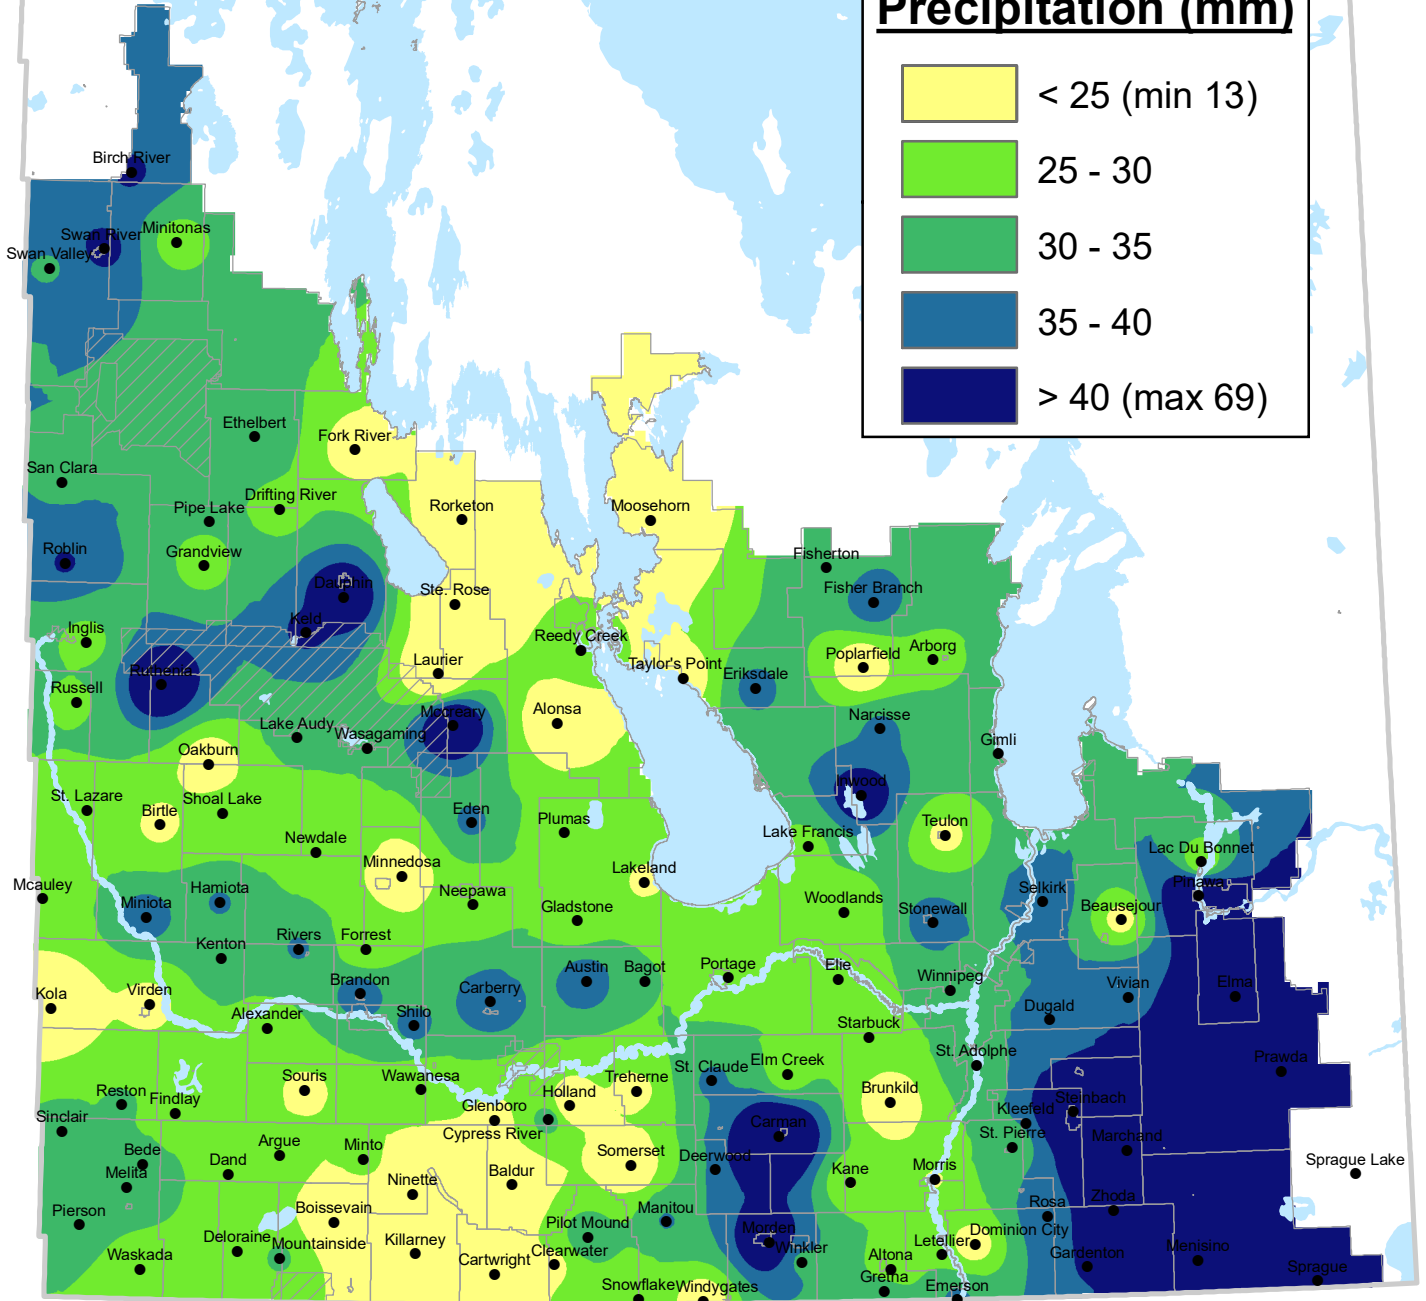 Precipitation (mm)
< 25 (min 13)
25 - 30
30 - 35
35 - 40
> 40 (max 69)
Birch River
Minitonas
Swan River
Swan Valley
Ethelbert
Fork River
San Clara
Drifting River
Pipe Lake
Rorketon
Moosehorn
Roblin
Grandview
Fisherton
Dauphin
Ste. Rose
Fisher Branch
Keld
Inglis
Reedy Creek
Arborg
Poplarfield
Laurier
Taylor's Point
Eriksdale
Ruthenia
Russell
Mccreary
Alonsa
Narcisse
Lake Audy
Wasagaming
Gimli
Oakburn
Inwood
St. Lazare
Shoal Lake
Birtle
Eden
Plumas
Teulon
Lake Francis
Newdale
Lac Du Bonnet
Minnedosa
Lakeland
Mcauley
Hamiota
Neepawa
Pinawa
Selkirk
Miniota
Woodlands
Gladstone
Stonewall
Beausejour
Rivers
Forrest
Kenton
Portage
Elie
Austin
Bagot
Winnipeg
Brandon
Carberry
Vivian
Elma
Kola
Virden
Dugald
Alexander
Shilo
Starbuck
St. Adolphe
Prawda
St. Claude
Elm Creek
Souris
Wawanesa
Treherne
Brunkild
Reston
Findlay
Holland
Steinbach
Glenboro
Kleefeld
Sinclair
Cypress River
Carman
St. Pierre
Marchand
Argue
Minto
Bede
Somerset
Deerwood
Sprague Lake
Dand
Melita
Baldur
Kane
Morris
Ninette
Zhoda
Rosa
Pierson
Boissevain
Manitou
Pilot Mound
Morden
Dominion City
Deloraine
Mountainside
Killarney
Clearwater
Winkler
Letellier
Gardenton
Menisino
Waskada
Cartwright
Altona
Sprague
Gretna
Snowflake
Windygates
Emerson